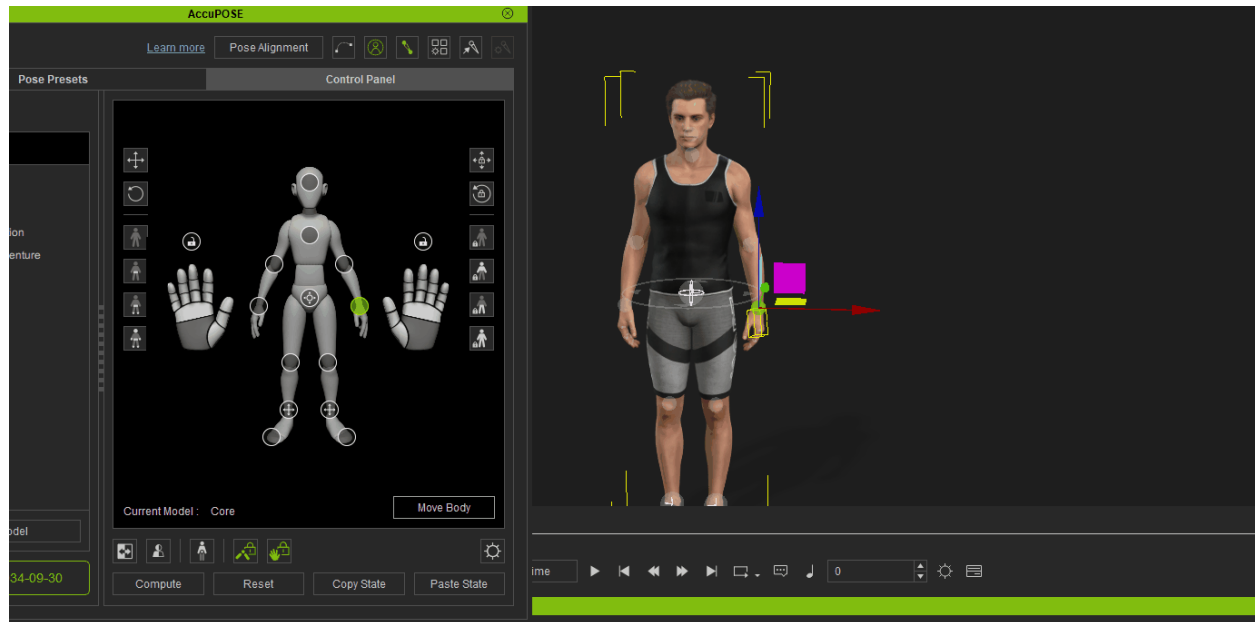 AccuPOSE
Learn more
Pose Alignment
Pose Presets
Control Panel
ion
enture
Current Model : Core
Move Body
odel
34-09-30
Compute
Reset
Copy State
Paste State
ime
0